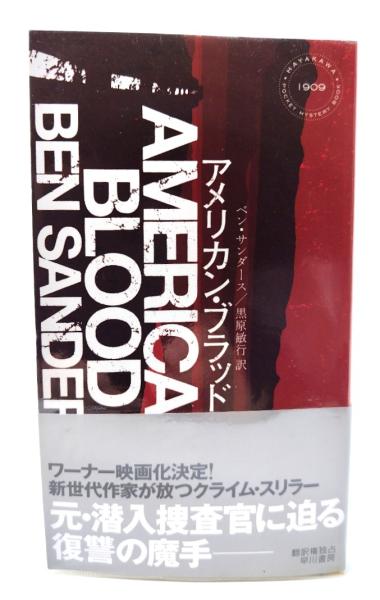 HAYAKAWA
1909
POCKET MYSTERY BOOK
AMERICA
BLOOD
BEN SANDER
アメリカン・ブラッド
ベン・サンダース/黒原敏行 訳
ワーナー映画化決定!
新世代作家が放つクライム・スリラー
元・潜入捜査官に迫る
復讐の魔手――
翻訳権独占
早川書房